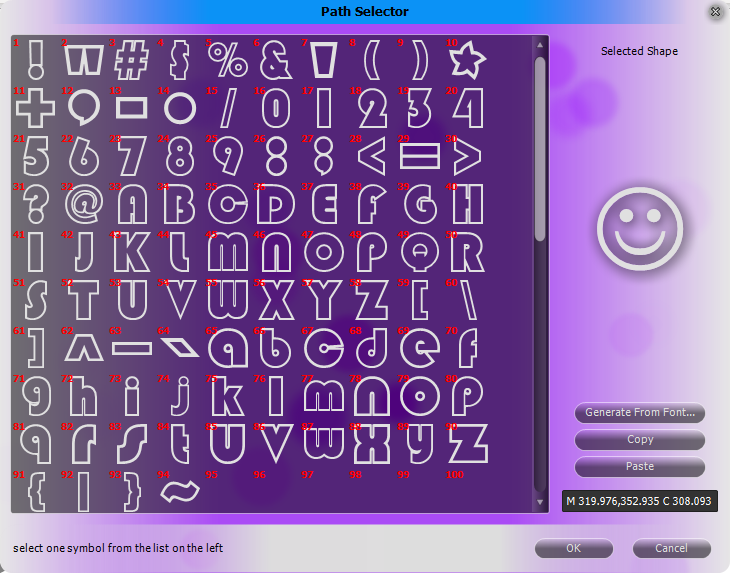 Path Selector
Selected Shape
1 2 3 4 5 6 7 8 9 10
! " # $ % & ' ( ) *
11 12 13 14 15 16 17 18 19 20
+ , - . / 0 1 2 3 4
21 22 23 24 25 26 27 28 29 30
5 6 7 8 9 : ; < = >
31 32 33 34 35 36 37 38 39 40
? @ A B C D E F G H
41 42 43 44 45 46 47 48 49 50
I J K L M N O P Q R
51 52 53 54 55 56 57 58 59 60
S T U V W X Y Z [ \
61 62 63 64 65 66 67 68 69 70
] ^ _ ` a b c d e f
71 72 73 74 75 76 77 78 79 80
g h i j k l m n o p
81 82 83 84 85 86 87 88 89 90
q r s t u v w x y z
91 92 93 94 95 96 97 98 99 100
{ | } ~
Generate From Font...
Copy
Paste
M 319.976,352.935 C 308.093
select one symbol from the list on the left
OK
Cancel